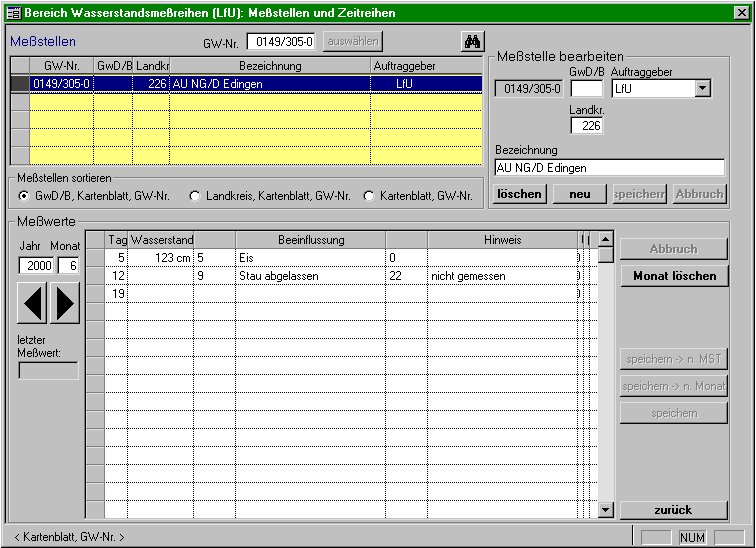 Bereich Wasserstandsmeßreihen (LfU): Meßstellen und Zeitreihen
Meßstellen
GW-Nr. 0149/305-0 auswählen
GW-Nr. GwD/B Landkr Bezeichnung Auftraggeber
0149/305-0 226 AU NG/D Edingen LfU
Meßstellen sortieren
GwD/B, Kartenblatt, GW-Nr. Landkreis, Kartenblatt, GW-Nr. Kartenblatt, GW-Nr.
Meßstelle bearbeiten
GwD/B Auftraggeber
0149/305-0 LfU
Landkr.
226
Bezeichnung
AU NG/D Edingen
löschen neu speichern Abbruch
Meßwerte
Jahr Monat
2000 6
letzter
Meßwert:
Tag Wasserstand Beeinflussung Hinweis
5 123 cm 5 Eis 0
12 9 Stau abgelassen 22 nicht gemessen
19
Abbruch
Monat löschen
speichern -> n. MST
speichern -> n. Monat
speichern
zurück
< Kartenblatt, GW-Nr. >
NUM